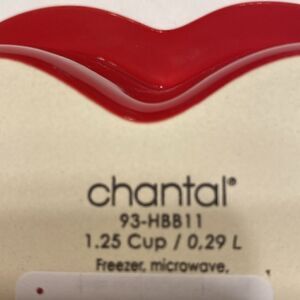 chantal®
93-HBB11
1.25 Cup / 0,29 L
Freezer, microwave,